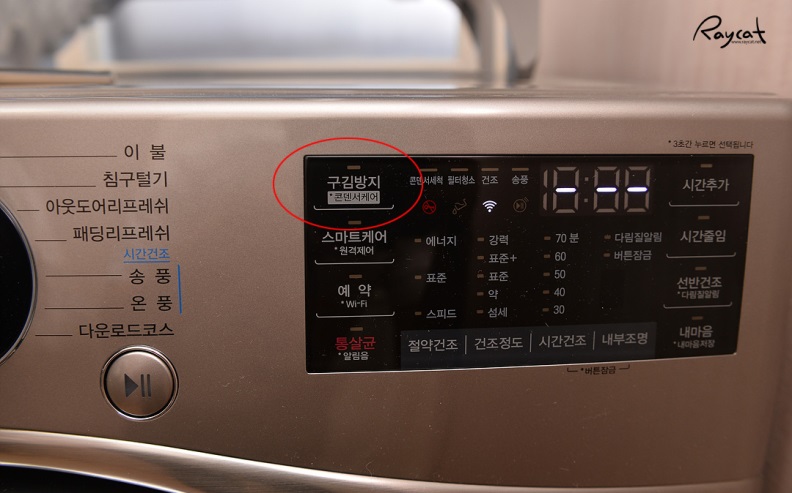 Raycat
이 불
침구털기
아웃도어리프레쉬
패딩리프레쉬
시간건조
송 풍
온 풍
다운로드코스
*3초간 누르면 선택됩니다
구김방지
*콘덴서케어
스마트케어
*원격제어
예 약
*Wi-Fi
통살균
*알림음
콘덴서세척 필터청소 건조 송풍
에너지
표준
스피드
강력
표준+
표준
약
섬세
70 분
60
50
40
30
다림질알림
버튼잠금
절약건조 건조정도 시간건조 내부조명
*버튼잠금
시간추가
시간줄임
선반건조
*다림질알림
내마음
*내마음저장